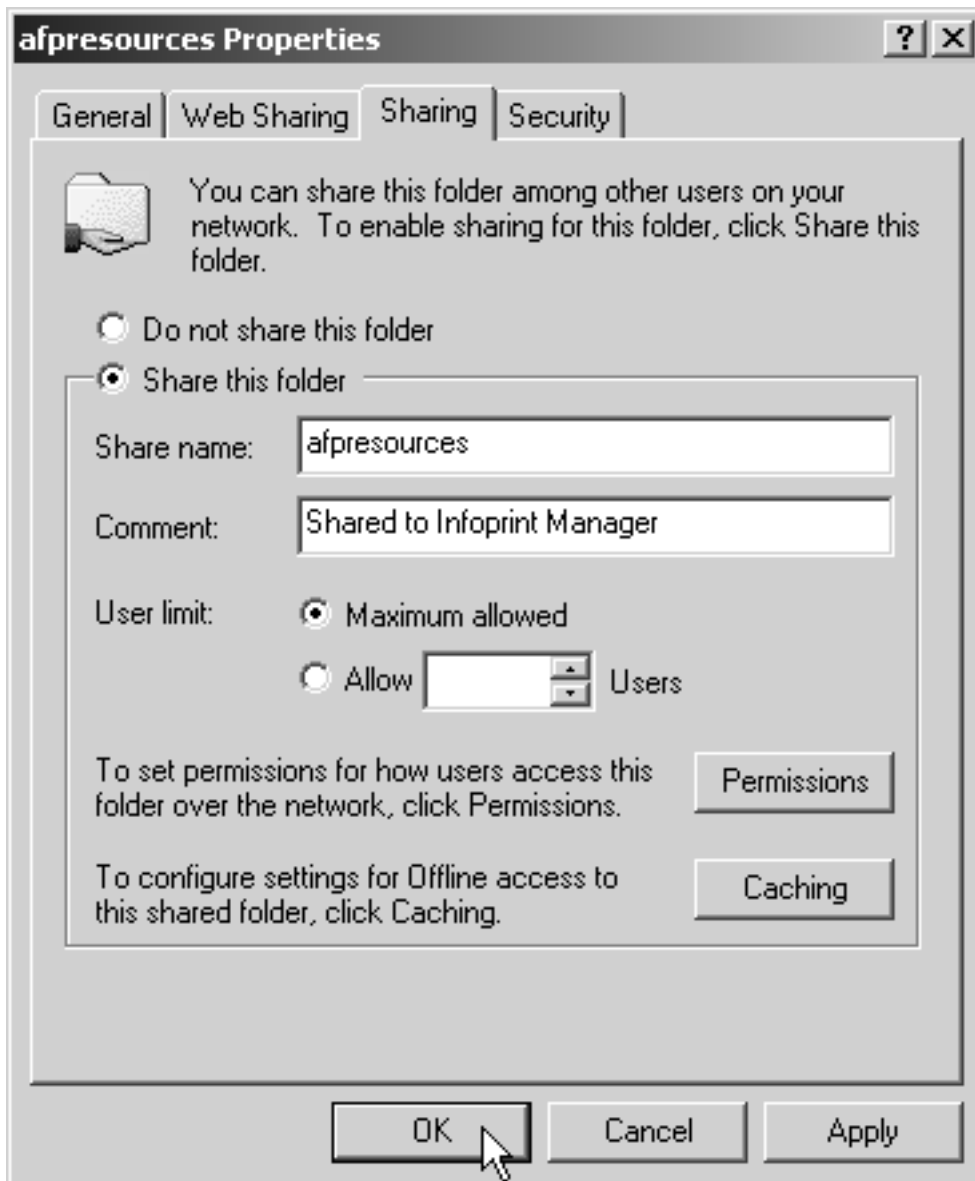 afpresources Properties
General Web Sharing Sharing Security
You can share this folder among other users on your
network. To enable sharing for this folder, click Share this
folder.
Do not share this folder
Share this folder
Share name: afpresources
Comment: Shared to Infoprint Manager
User limit: Maximum allowed
Allow Users
To set permissions for how users access this
folder over the network, click Permissions.
Permissions
To configure settings for Offline access to
this shared folder, click Caching.
Caching
OK Cancel Apply